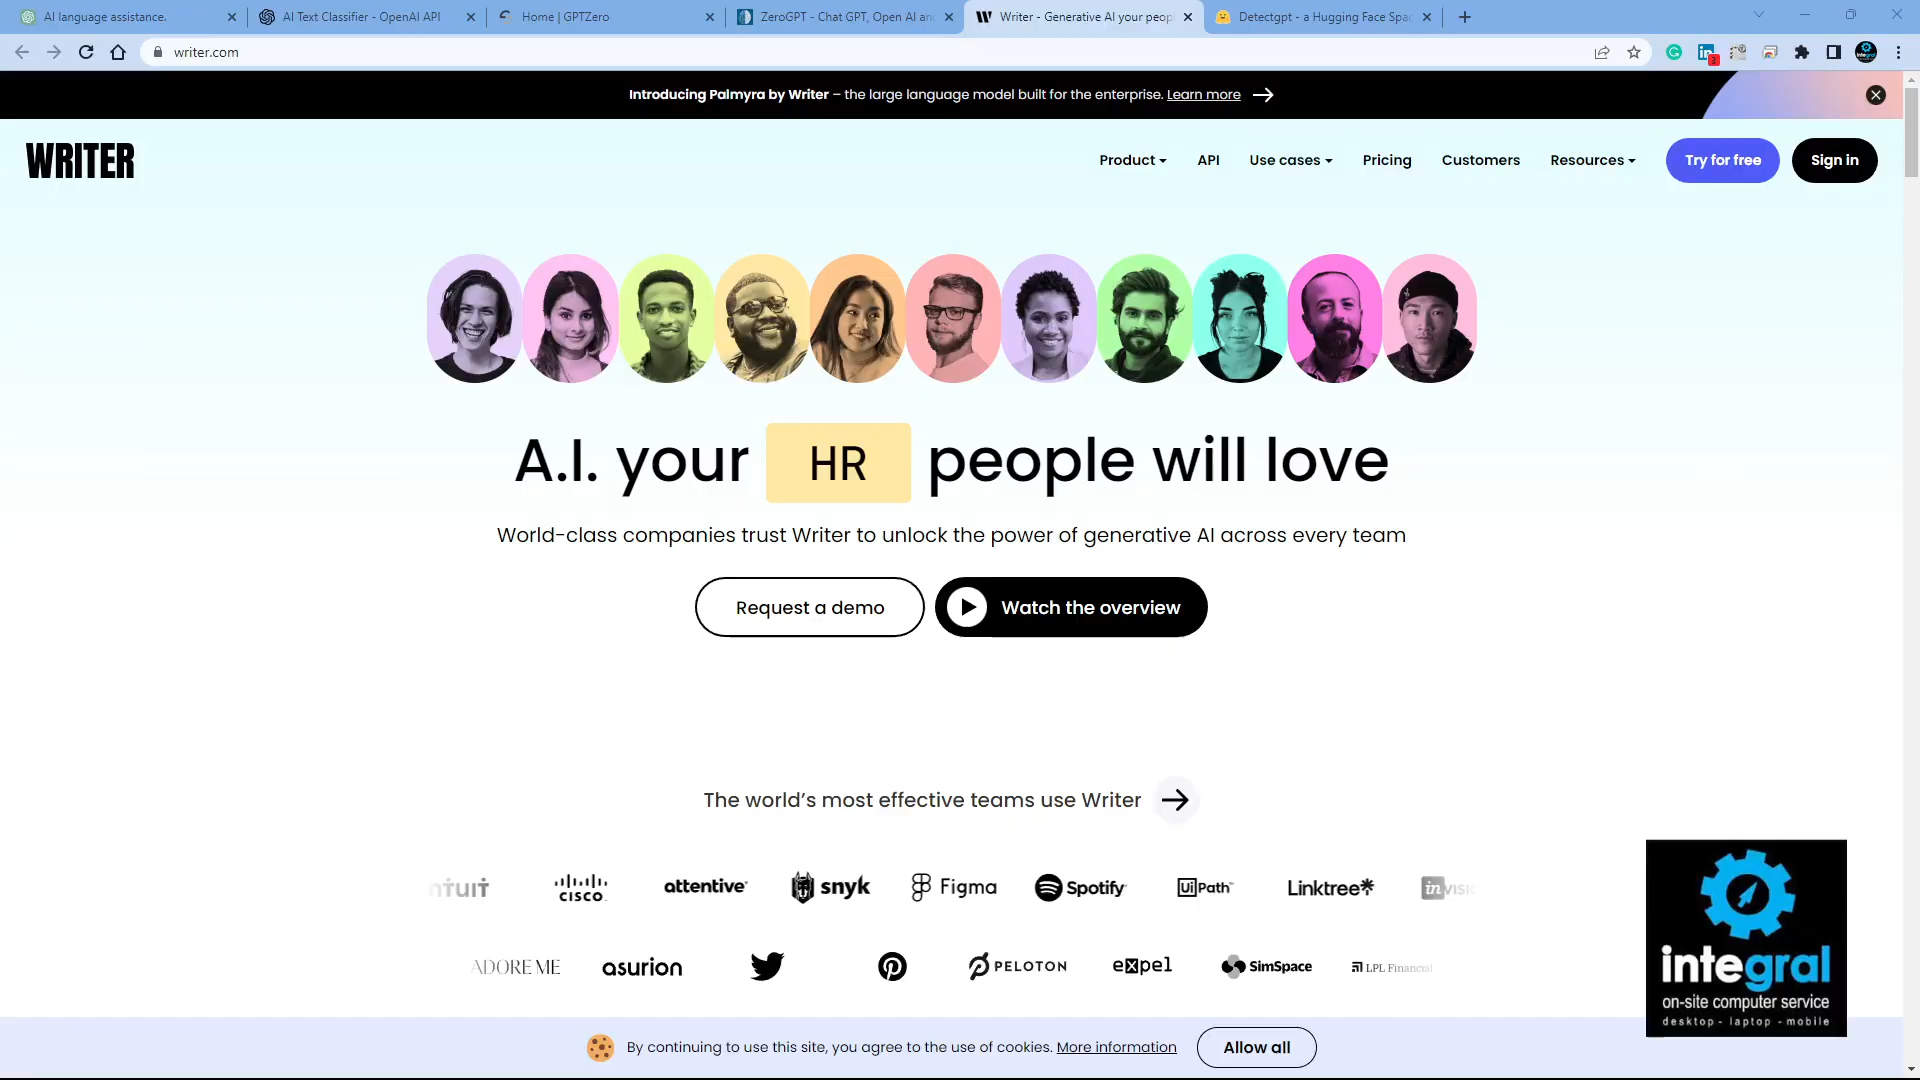 AI language assistance.
AI Text Classifier - OpenAI API
Home | GPTZero
ZeroGPT - Chat GPT, Open AI an
Writer - Generative AI your peop
Detectgpt - a Hugging Face Spac
writer.com
3
Introducing Palmyra by Writer – the large language model built for the enterprise. Learn more
WRITER
Product
API
Use cases
Pricing
Customers
Resources
Try for free
Sign in
A.I. your HR people will love
World-class companies trust Writer to unlock the power of generative AI across every team
Request a demo
Watch the overview
The world’s most effective teams use Writer
ntuit
cisco
attentive
snyk
Figma
Spotify
UiPath
Linktree
invisi
ADORE ME
asurion
PELOTON
expel
SimSpace
LPL Financial
integral
on-site computer service
desktop - laptop - mobile
By continuing to use this site, you agree to the use of cookies. More information
Allow all